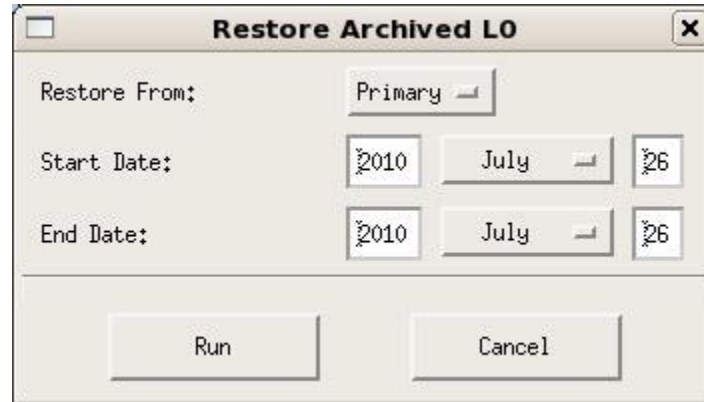 Restore Archived L0
Restore From: Primary
Start Date: 2010 July 26
End Date: 2010 July 26
Run Cancel